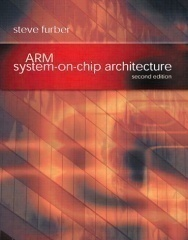 steve furber
ARM
system-on-chip architecture
second edition